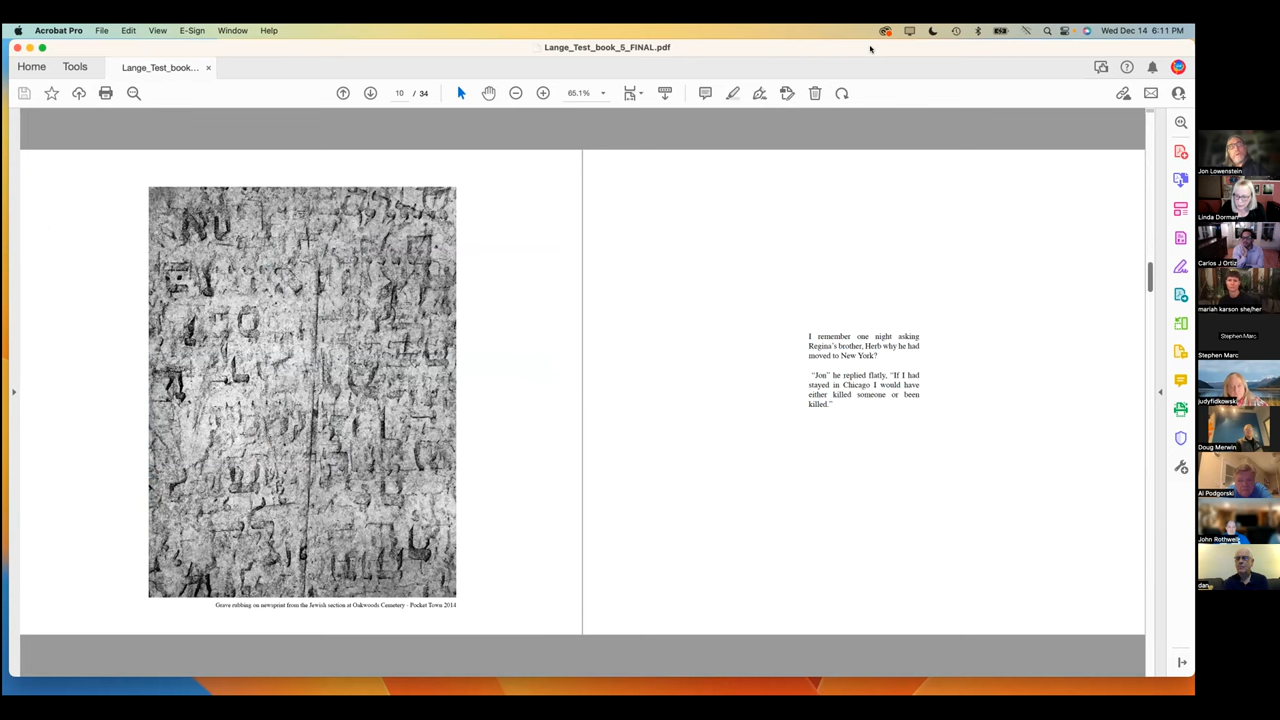 Acrobat Pro File Edit View E-Sign Window Help Wed Dec 14 6:11 PM
Lange_Test_book_5_FINAL.pdf
Home Tools Lange_Test_book... ×
10 / 34 65.1%
NU
I remember one night asking
Regina's brother, Herb why he had
moved to New York?
"Jon" he replied flatly, "If I had
stayed in Chicago I would have
either killed someone or been
killed."
Grave rubbing on newsprint from the Jewish section at Oakwoods Cemetery - Pocket Town 2014
Jon Lowenstein
Linda Dorman
Carlos J Ortiz
mariah karson she/her
Stephen Marc
Stephen Marc
judyfidkowski
Doug Merwin
Al Podgorski
John Rothwell
dan